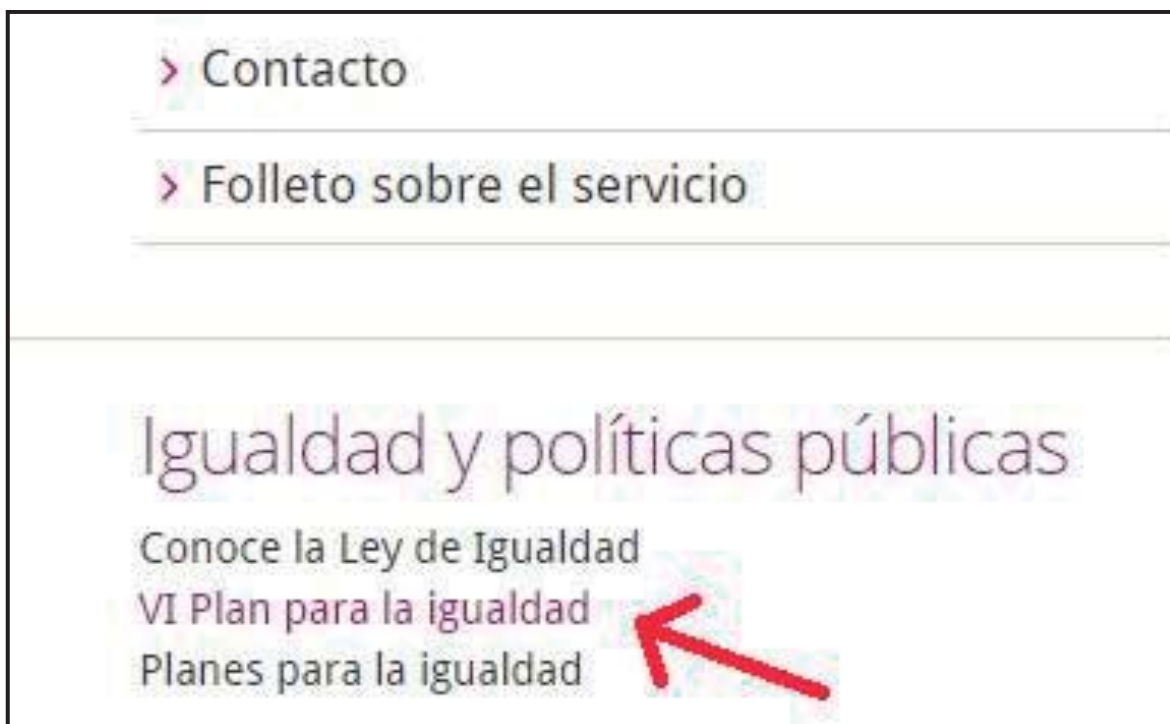 Contacto
Folleto sobre el servicio
Igualdad y políticas públicas
Conoce la Ley de Igualdad
VI Plan para la igualdad
Planes para la igualdad